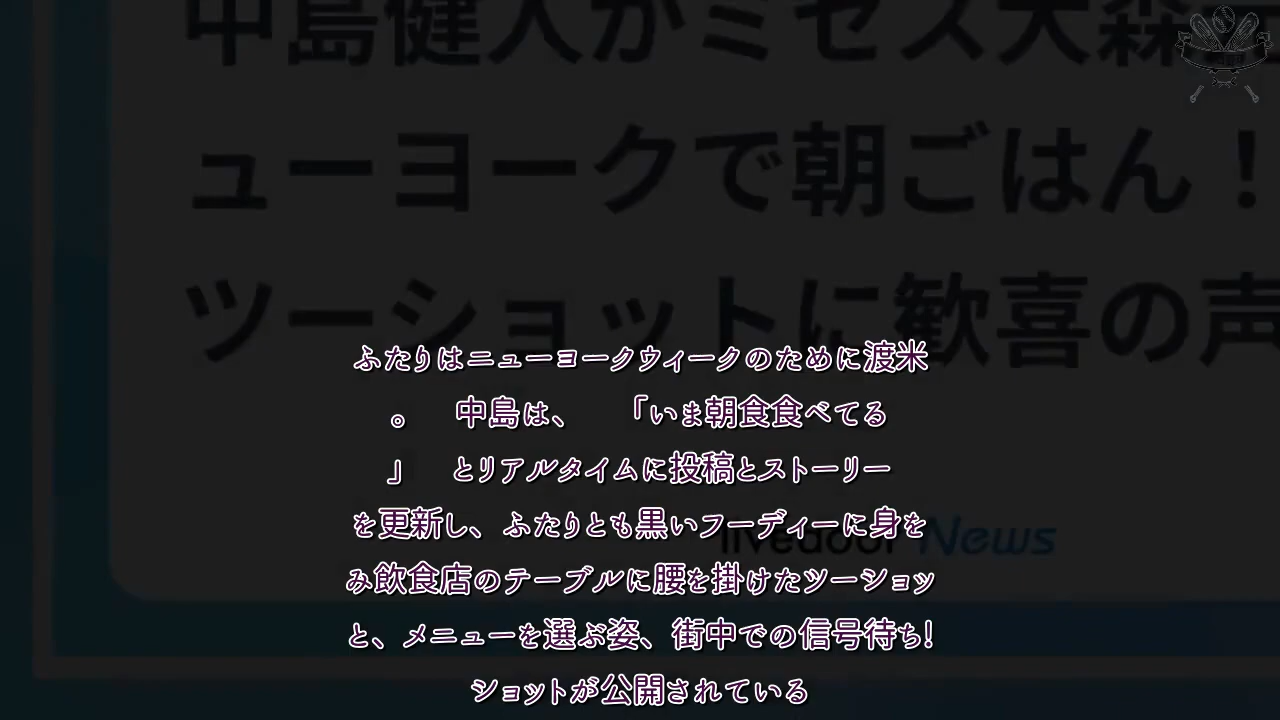 中島健人がミセス大森元
ューヨークで朝ごはん！
ツーショットに歓喜の声
livedoor News
ふたりはニューヨークウィークのために渡米
。 中島は、 「いま朝食食べてる
」 とリアルタイムに投稿とストーリー
を更新し、ふたりとも黒いフーディーに身を
み飲食店のテーブルに腰を掛けたツーショッ
と、メニューを選ぶ姿、街中での信号待ち!
ショットが公開されている